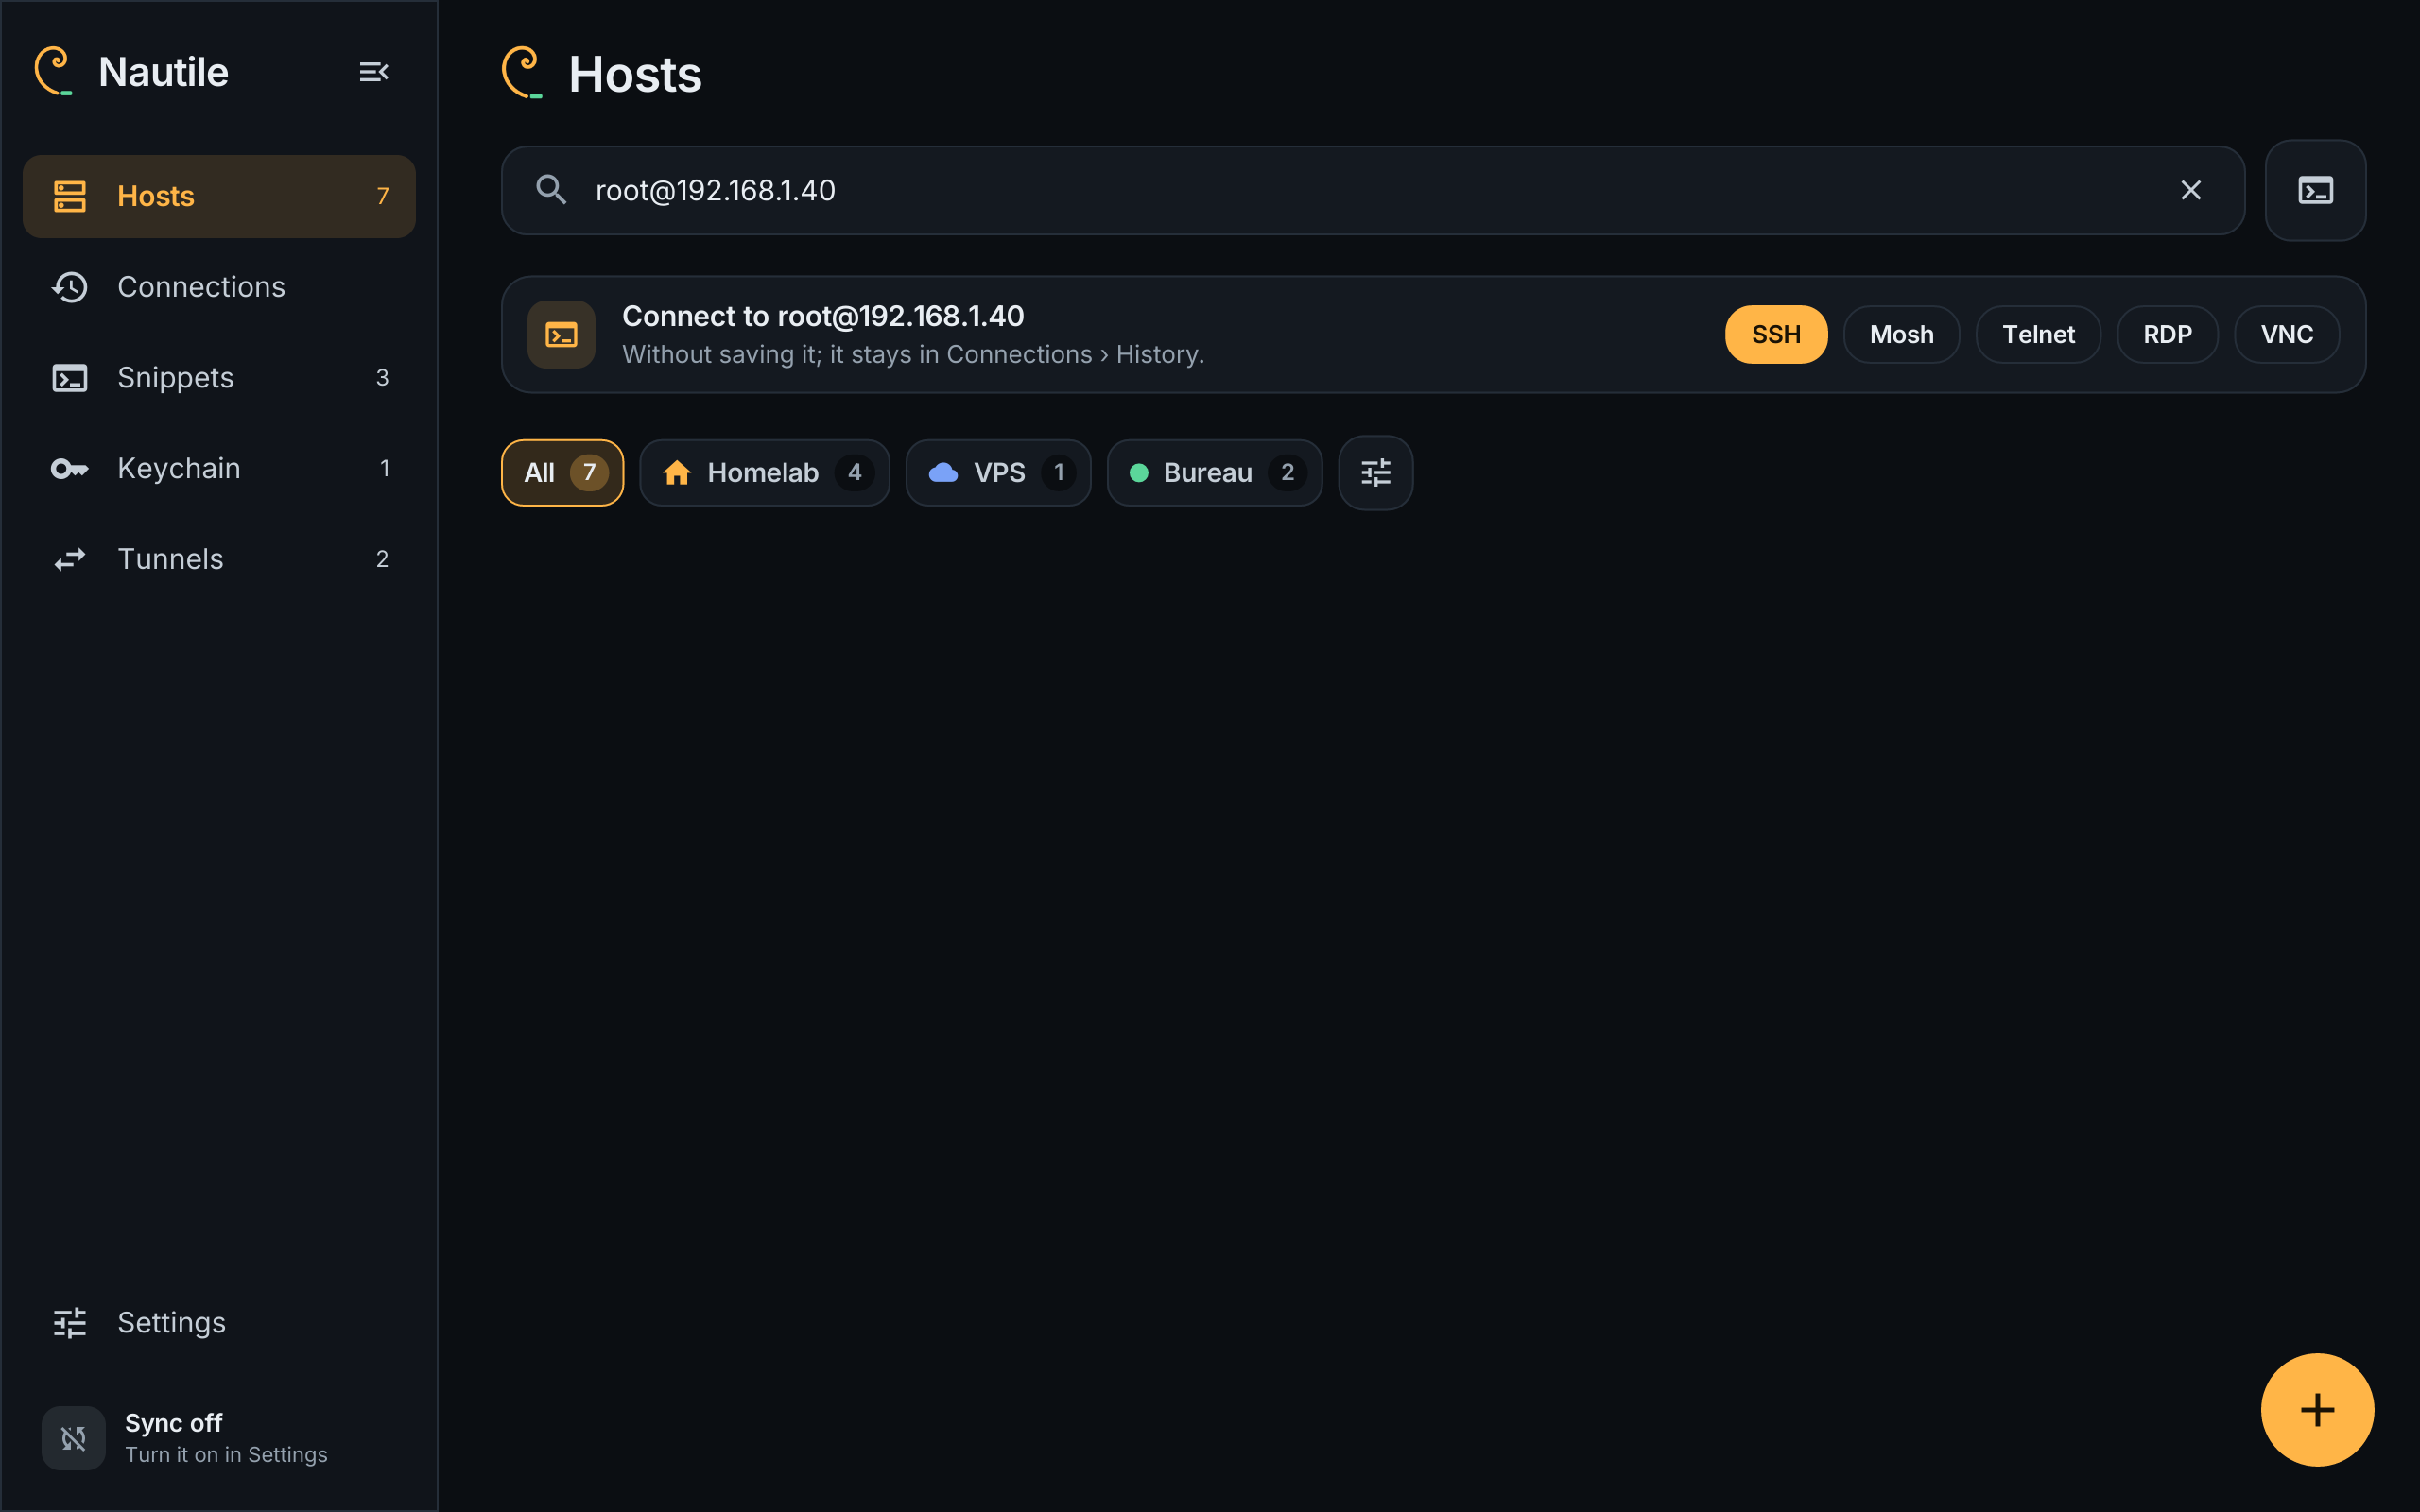 Nautile
Hosts 7
Connections
Snippets 3
Keychain 1
Tunnels 2
Settings
Sync off
Turn it on in Settings
Hosts
root@192.168.1.40
Connect to root@192.168.1.40
Without saving it; it stays in Connections › History.
SSH Mosh Telnet RDP VNC
All 7 Homelab 4 VPS 1 Bureau 2